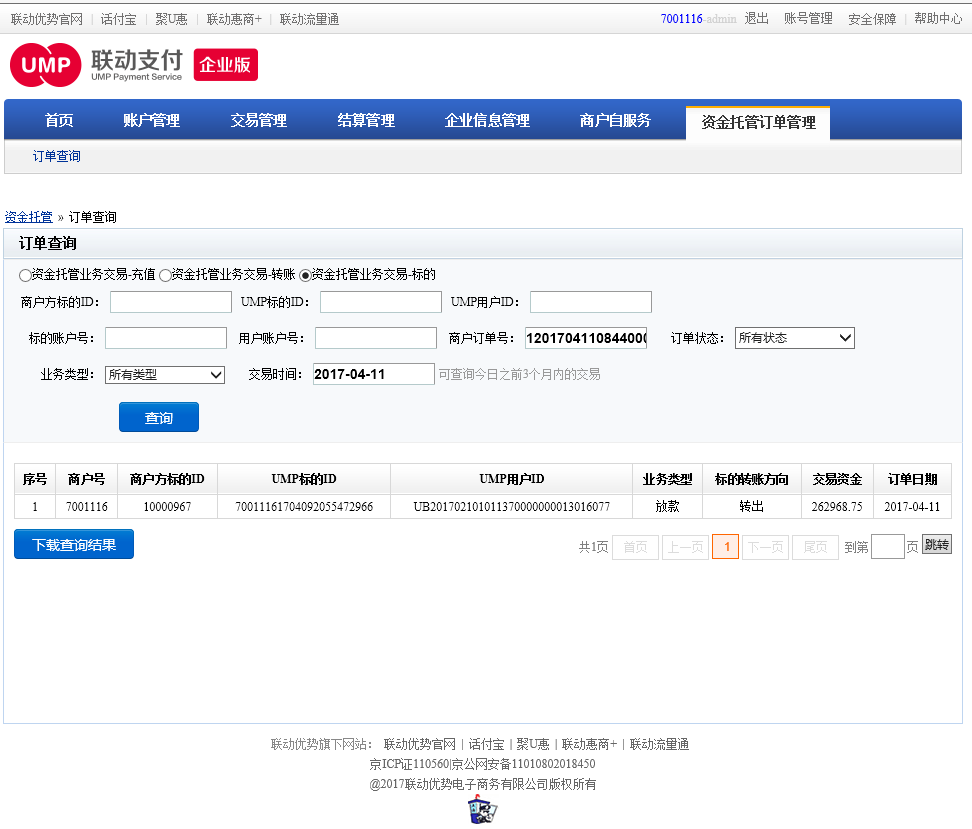 联动优势官网 | 话付宝 | 聚U惠 | 联动惠商+ | 联动流量通 7001116-admin 退出 账号管理 安全保障 | 帮助中心
UMP 联动支付 UMP Payment Service 企业版
首页 账户管理 交易管理 结算管理 企业信息管理 商户自服务 资金托管订单管理
订单查询
资金托管 » 订单查询
订单查询
资金托管业务交易-充值 资金托管业务交易-转账 资金托管业务交易-标的
商户方标的ID： UMP标的ID： UMP用户ID：
标的账户号： 用户账户号： 商户订单号： 1201704110844000 订单状态： 所有状态
业务类型： 所有类型 交易时间： 2017-04-11 可查询今日之前3个月内的交易
查询
序号 商户号 商户方标的ID UMP标的ID UMP用户ID 业务类型 标的转账方向 交易资金 订单日期
1 7001116 10000967 70011161704092055472966 UB201702101011370000000013016077 放款 转出 262968.75 2017-04-11
下载查询结果 共1页 首页 上一页 1 下一页 尾页 到第 页 跳转
联动优势旗下网站： 联动优势官网 | 话付宝 | 聚U惠 | 联动惠商+ | 联动流量通
京ICP证110560|京公网安备11010802018450
@2017联动优势电子商务有限公司版权所有